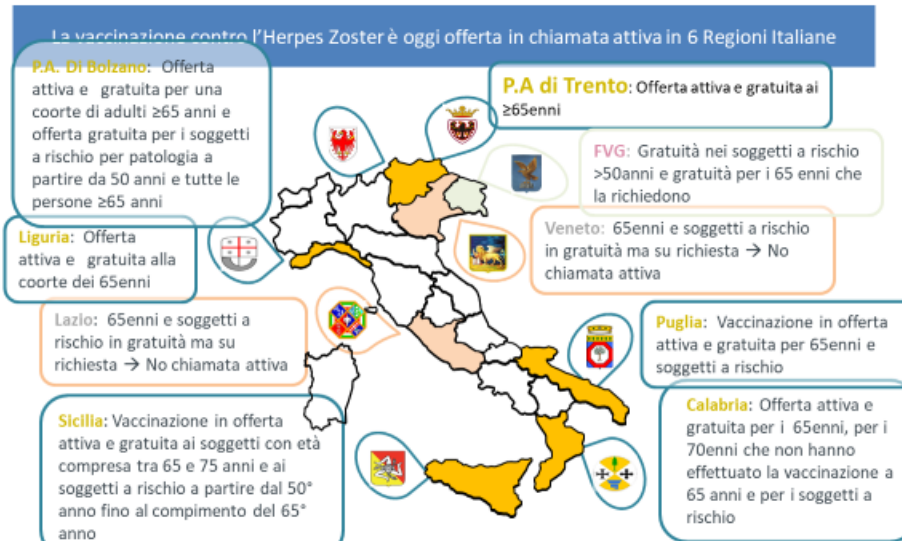 La vaccinazione contro l'Herpes Zoster è oggi offerta in chiamata attiva in 6 Regioni Italiane
P.A. Di Bolzano: Offerta
attiva e gratuita per una
coorte di adulti ≥65 anni e
offerta gratuita per i soggetti
a rischio per patologia a
partire da 50 anni e tutte le
persone ≥65 anni
P.A di Trento: Offerta attiva e gratuita ai
≥65enni
FVG: Gratuità nei soggetti a rischio
>50anni e gratuità per i 65 enni che
la richiedono
Liguria: Offerta
attiva e gratuita alla
coorte dei 65enni
Veneto: 65enni e soggetti a rischio
in gratuità ma su richiesta → No
chiamata attiva
Lazio: 65enni e soggetti a
rischio in gratuità ma su
richiesta → No chiamata attiva
Puglia: Vaccinazione in offerta
attiva e gratuita per 65enni e
soggetti a rischio
Sicilia: Vaccinazione in offerta
attiva e gratuita ai soggetti con età
compresa tra 65 e 75 anni e ai
soggetti a rischio a partire dal 50°
anno fino al compimento del 65°
anno
Calabria: Offerta attiva e
gratuita per i 65enni, per i
70enni che non hanno
effettuato la vaccinazione a
65 anni e per i soggetti a
rischio